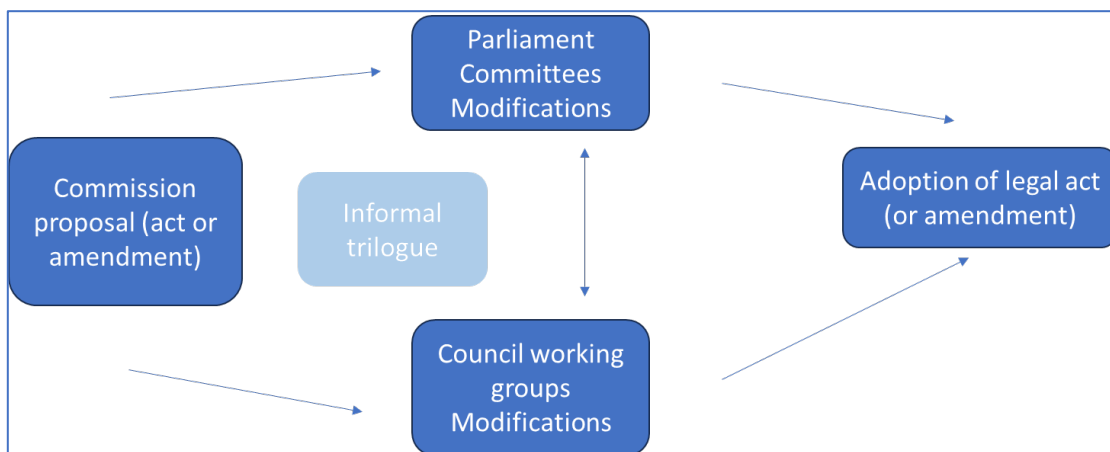 Parliament
Committees
Modifications
Commission
proposal (act or
amendment)
Informal
trilogue
Adoption of legal act
(or amendment)
Council working
groups
Modifications